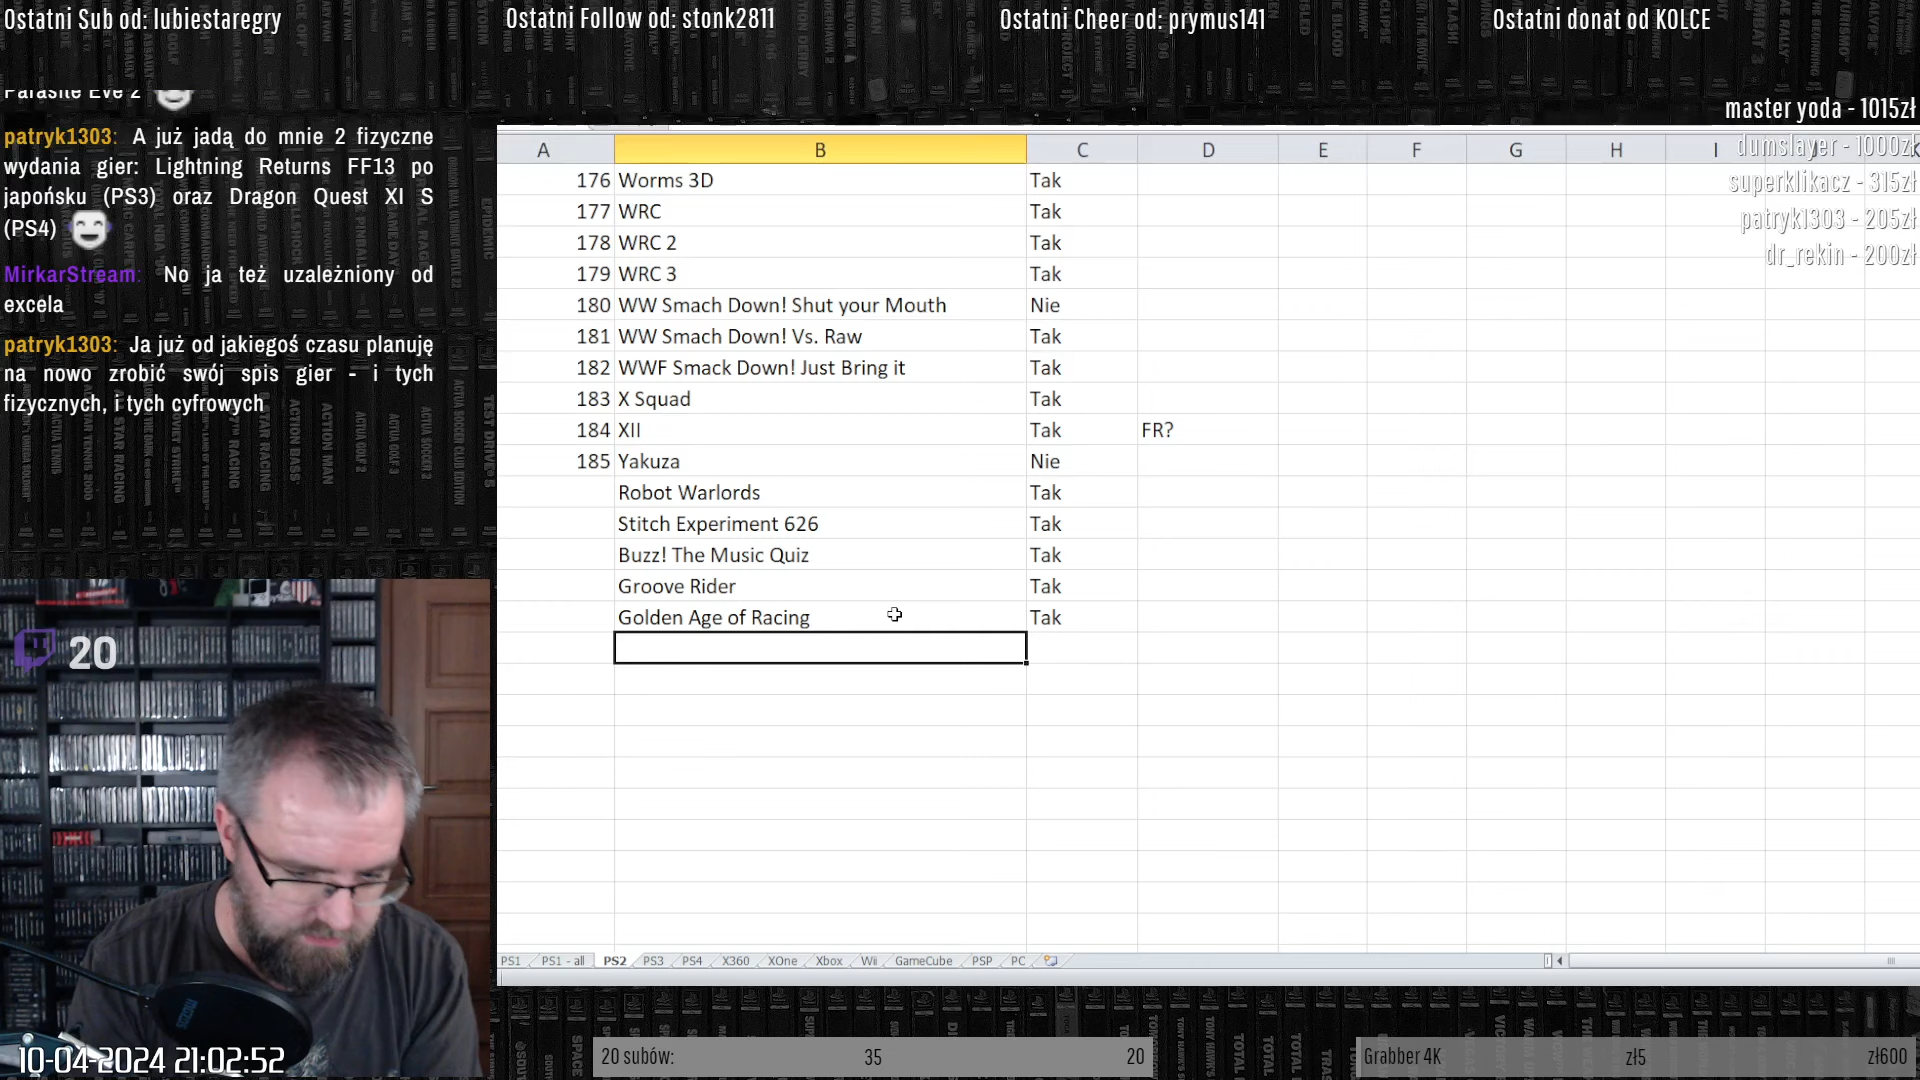 Ostatni Sub od: lubiestaregry
Ostatni Follow od: stonk2811
Ostatni Cheer od: prymus141
Ostatni donat od KOLCE
Parasite Eve 2
patryk1303: A już jadą do mnie 2 fizyczne
wydania gier: Lightning Returns FF13 po
japońsku (PS3) oraz Dragon Quest XI S
(PS4)
MirkarStream: No ja też uzależniony od
excela
patryk1303: Ja już od jakiegoś czasu planuję
na nowo zrobić swój spis gier - i tych
fizycznych, i tych cyfrowych
master yoda - 1015zł
dumslayer - 1000zł
superklikacz - 315zł
patryk1303 - 205zł
dr_rekin - 200zł
A B C D E F G H I
176 Worms 3D Tak
177 WRC Tak
178 WRC 2 Tak
179 WRC 3 Tak
180 WW Smach Down! Shut your Mouth Nie
181 WW Smach Down! Vs. Raw Tak
182 WWF Smack Down! Just Bring it Tak
183 X Squad Tak
184 XII Tak FR?
185 Yakuza Nie
Robot Warlords Tak
Stitch Experiment 626 Tak
Buzz! The Music Quiz Tak
Groove Rider Tak
Golden Age of Racing Tak
PS1 PS1 - all PS2 PS3 PS4 X360 XOne Xbox Wii GameCube PSP PC
20
10-04-2024 21:02:52
20 subów: 35 20
Grabber 4K zł5 zł600